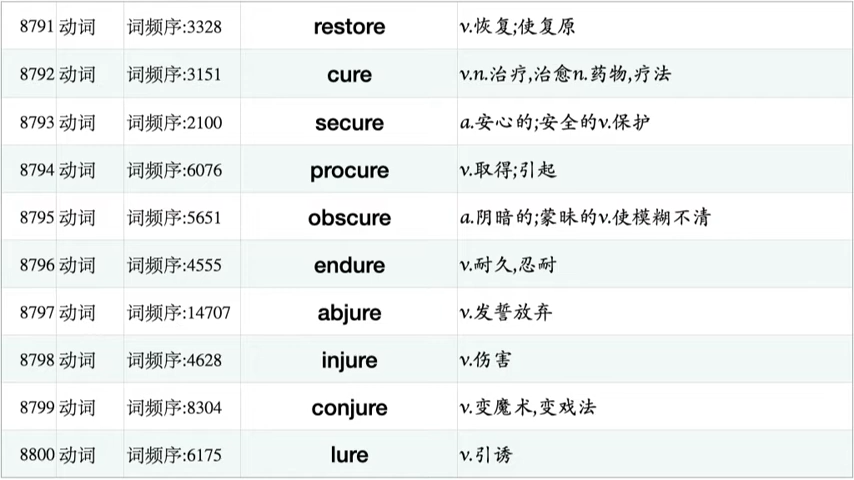 8791 动词 词频序:3328 restore v.恢复;使复原
8792 动词 词频序:3151 cure v.n.治疗,治愈n.药物,疗法
8793 动词 词频序:2100 secure a.安心的;安全的v.保护
8794 动词 词频序:6076 procure v.取得;引起
8795 动词 词频序:5651 obscure a.阴暗的;蒙昧的v.使模糊不清
8796 动词 词频序:4555 endure v.耐久,忍耐
8797 动词 词频序:14707 abjure v.发誓放弃
8798 动词 词频序:4628 injure v.伤害
8799 动词 词频序:8304 conjure v.变魔术,变戏法
8800 动词 词频序:6175 lure v.引诱